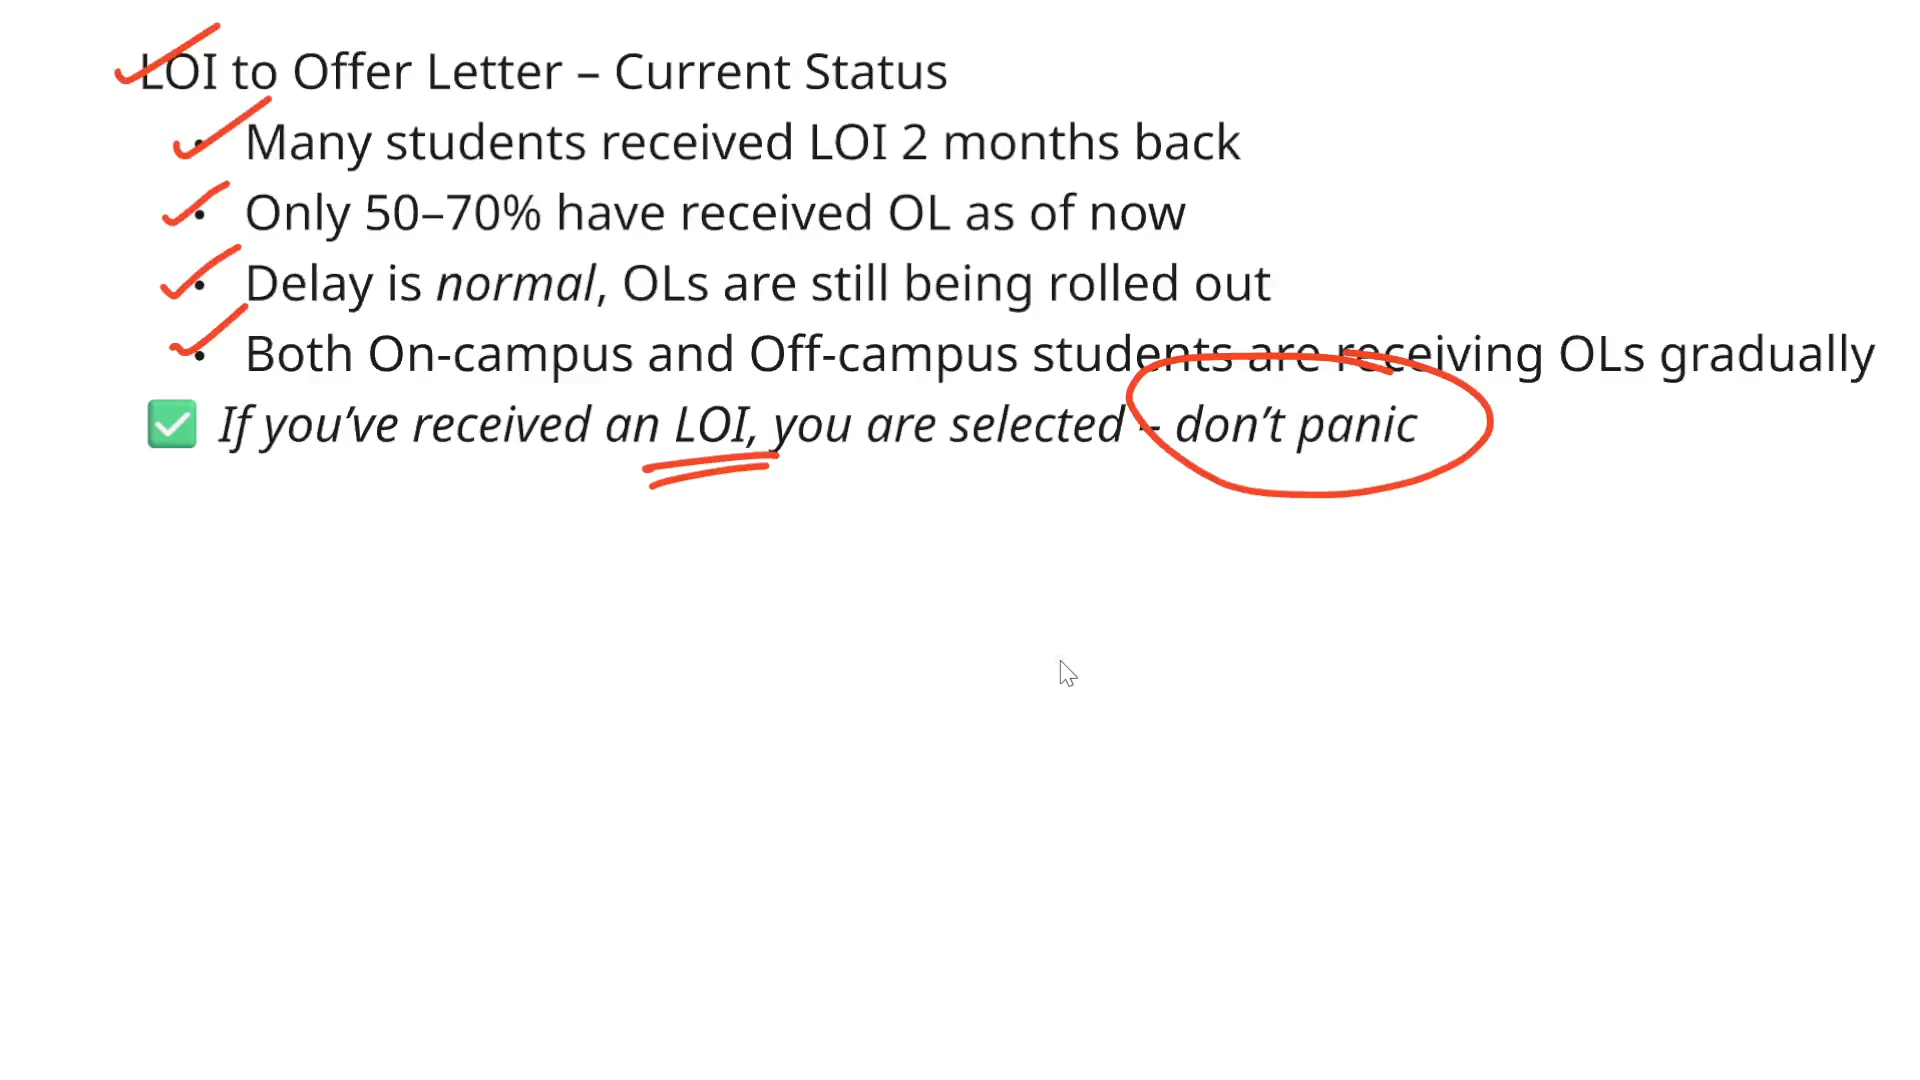 LOI to Offer Letter – Current Status
• Many students received LOI 2 months back
• Only 50–70% have received OL as of now
• Delay is normal, OLs are still being rolled out
• Both On-campus and Off-campus students are receiving OLs gradually
✅ If you’ve received an LOI, you are selected – don’t panic